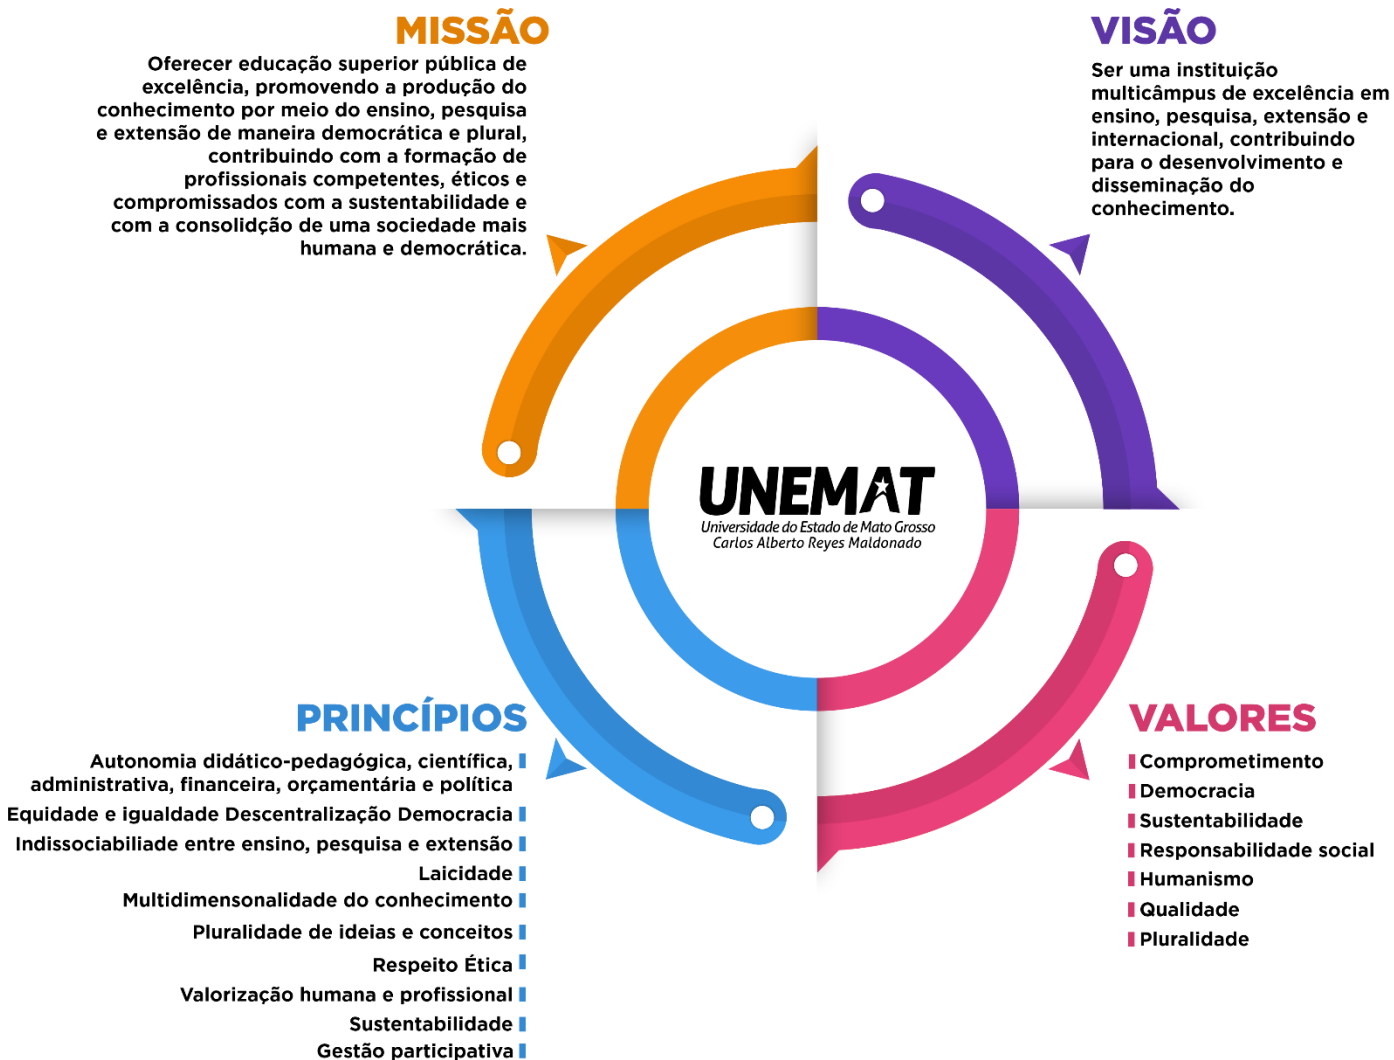 MISSÃO
Oferecer educação superior pública de
excelência, promovendo a produção do
conhecimento por meio do ensino, pesquisa
e extensão de maneira democrática e plural,
contribuindo com a formação de
profissionais competentes, éticos e
compromissados com a sustentabilidade e
com a consolidção de uma sociedade mais
humana e democrática.
VISÃO
Ser uma instituição
multicâmpus de excelência em
ensino, pesquisa, extensão e
internacional, contribuindo
para o desenvolvimento e
disseminação do
conhecimento.
UNEMAT
Universidade do Estado de Mato Grosso
Carlos Alberto Reyes Maldonado
PRINCÍPIOS
Autonomia didático-pedagógica, científica,
administrativa, financeira, orçamentária e política
Equidade e igualdade Descentralização Democracia
Indissociabiliade entre ensino, pesquisa e extensão
Laicidade
Multidimensonalidade do conhecimento
Pluralidade de ideias e conceitos
Respeito Ética
Valorização humana e profissional
Sustentabilidade
Gestão participativa
VALORES
Comprometimento
Democracia
Sustentabilidade
Responsabilidade social
Humanismo
Qualidade
Pluralidade